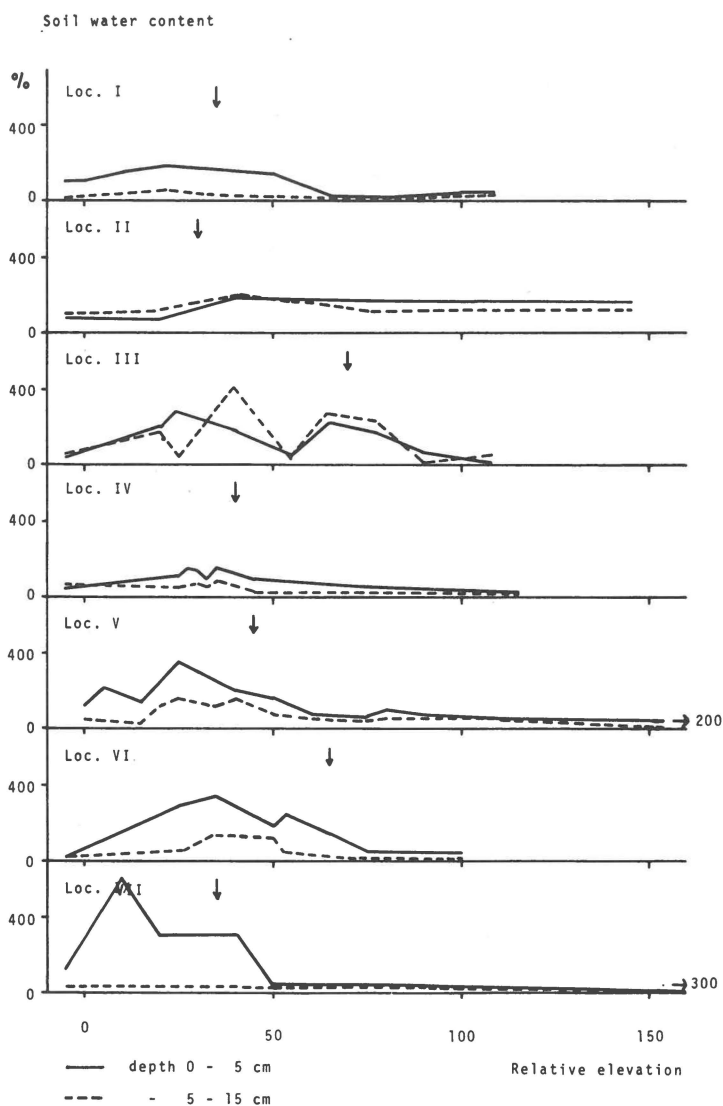 Soil water content
%
Loc. I
400
0
Loc. II
400
0
Loc. III
400
0
Loc. IV
400
0
Loc. V
400
0
200
Loc. VI
400
0
Loc. VII
400
0
300
0 50 100 150
depth 0 - 5 cm
Relative elevation
- 5 - 15 cm